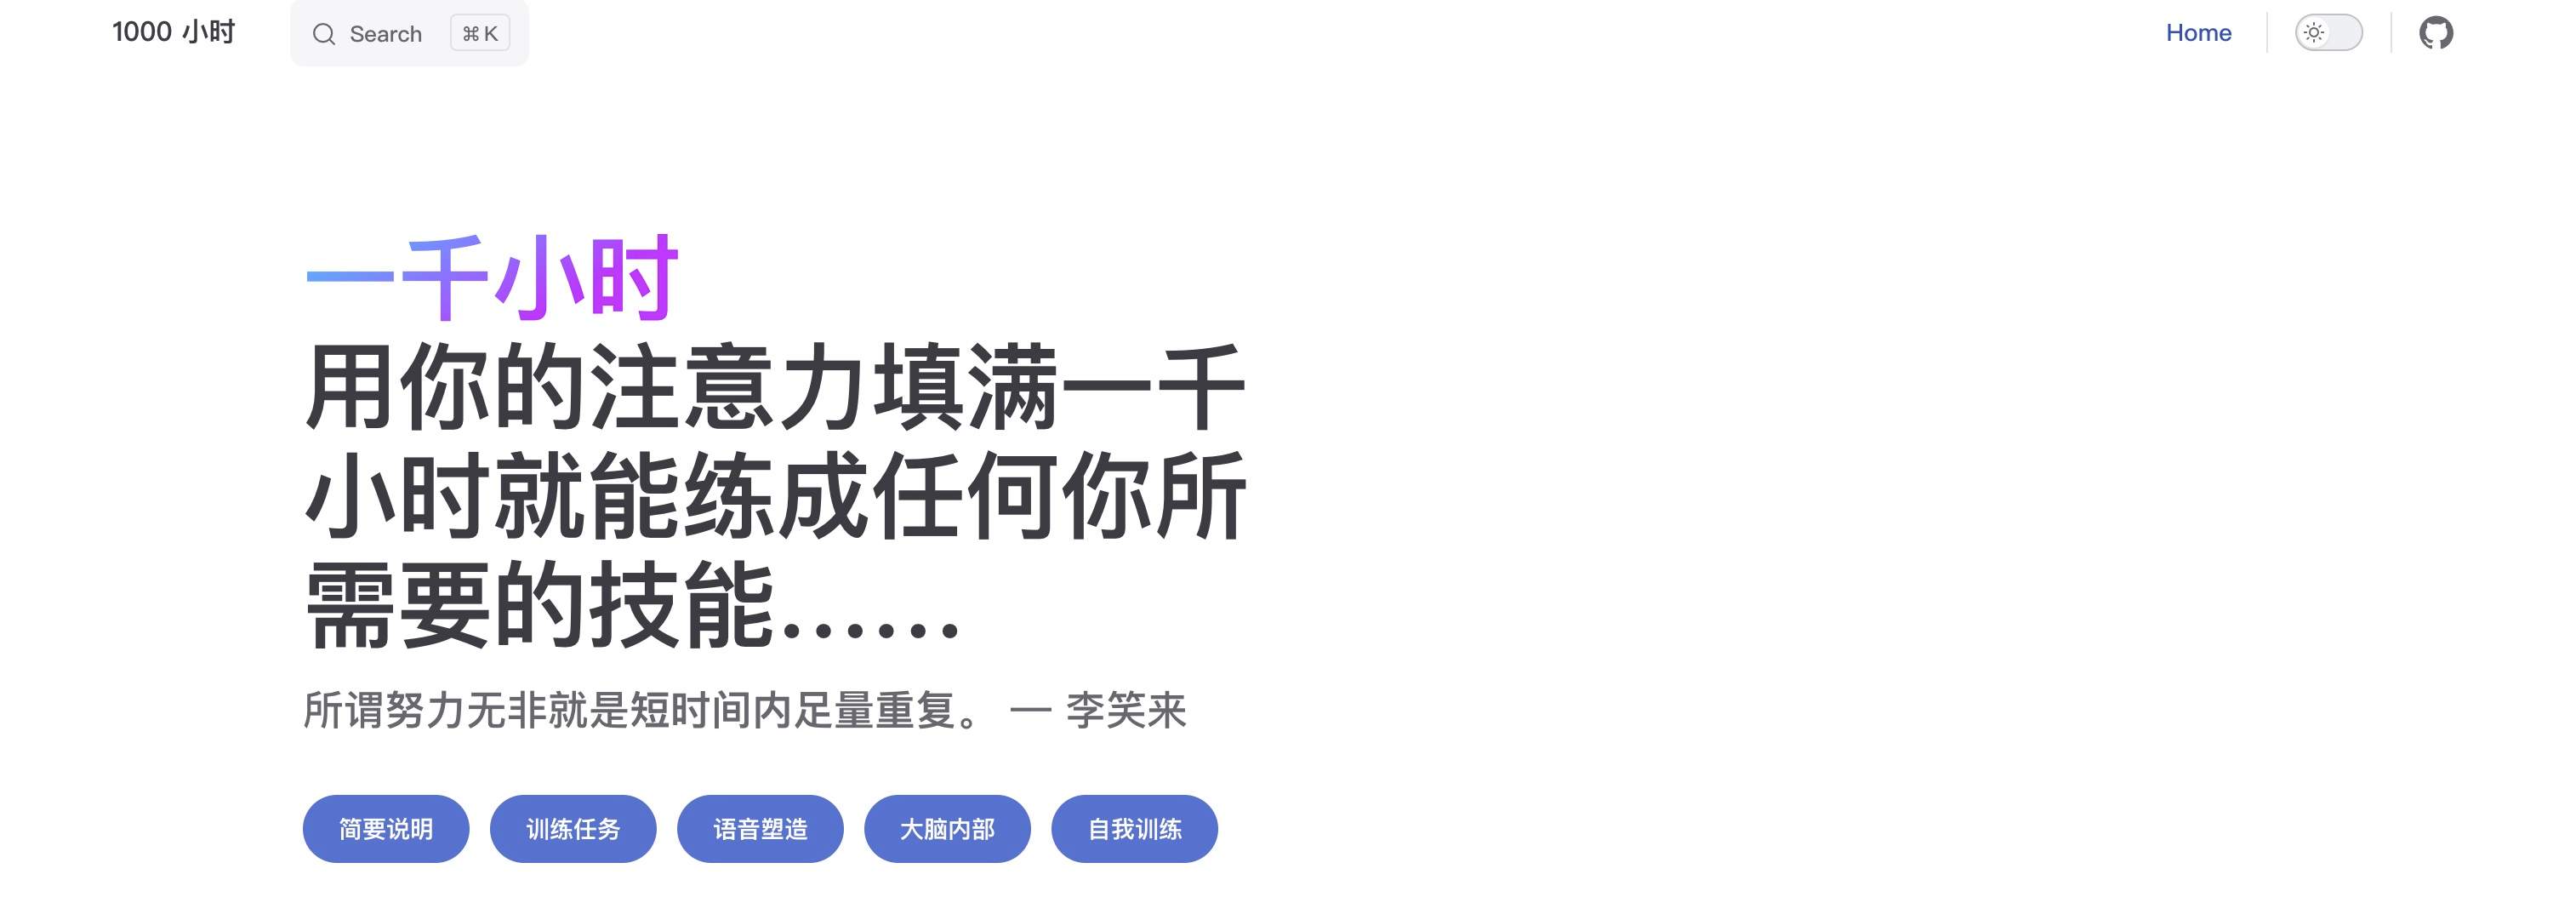 1000 小时
Search
⌘ K
Home
一千小时
用你的注意力填满一千
小时就能练成任何你所
需要的技能……
所谓努力无非就是短时间内足量重复。 — 李笑来
简要说明
训练任务
语音塑造
大脑内部
自我训练